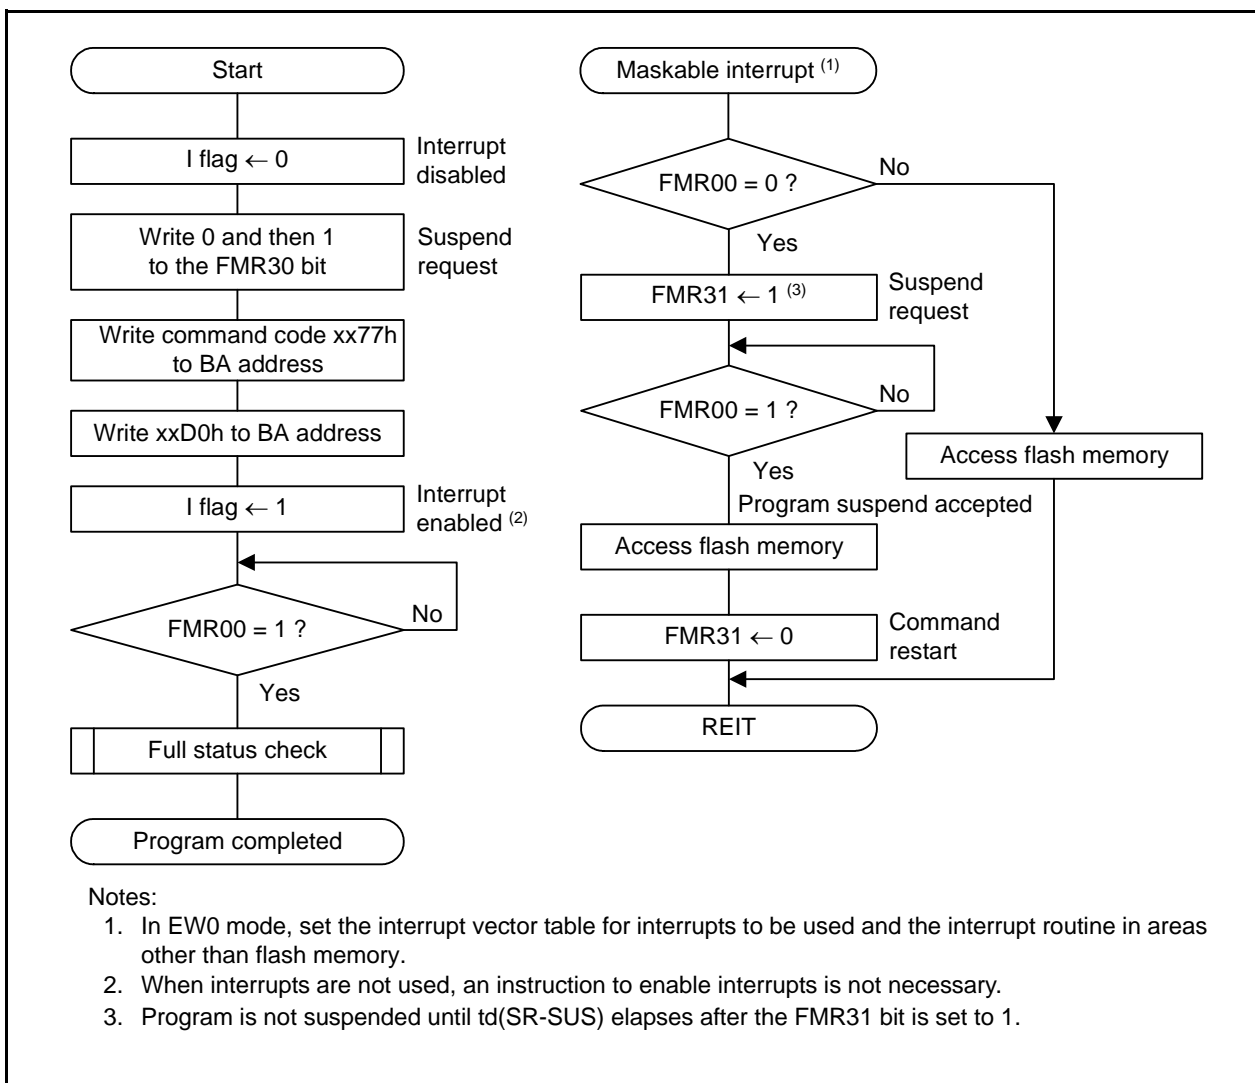 Start
I flag ← 0
Interrupt
disabled
Write 0 and then 1
to the FMR30 bit
Suspend
request
Write command code xx77h
to BA address
Write xxD0h to BA address
I flag ← 1
Interrupt
enabled (2)
FMR00 = 1 ?
No
Yes
Full status check
Program completed
Maskable interrupt (1)
FMR00 = 0 ?
No
Yes
FMR31 ← 1 (3)
Suspend
request
FMR00 = 1 ?
No
Yes
Program suspend accepted
Access flash memory
Access flash memory
FMR31 ← 0
Command
restart
REIT
Notes:
1. In EW0 mode, set the interrupt vector table for interrupts to be used and the interrupt routine in areas
other than flash memory.
2. When interrupts are not used, an instruction to enable interrupts is not necessary.
3. Program is not suspended until td(SR-SUS) elapses after the FMR31 bit is set to 1.